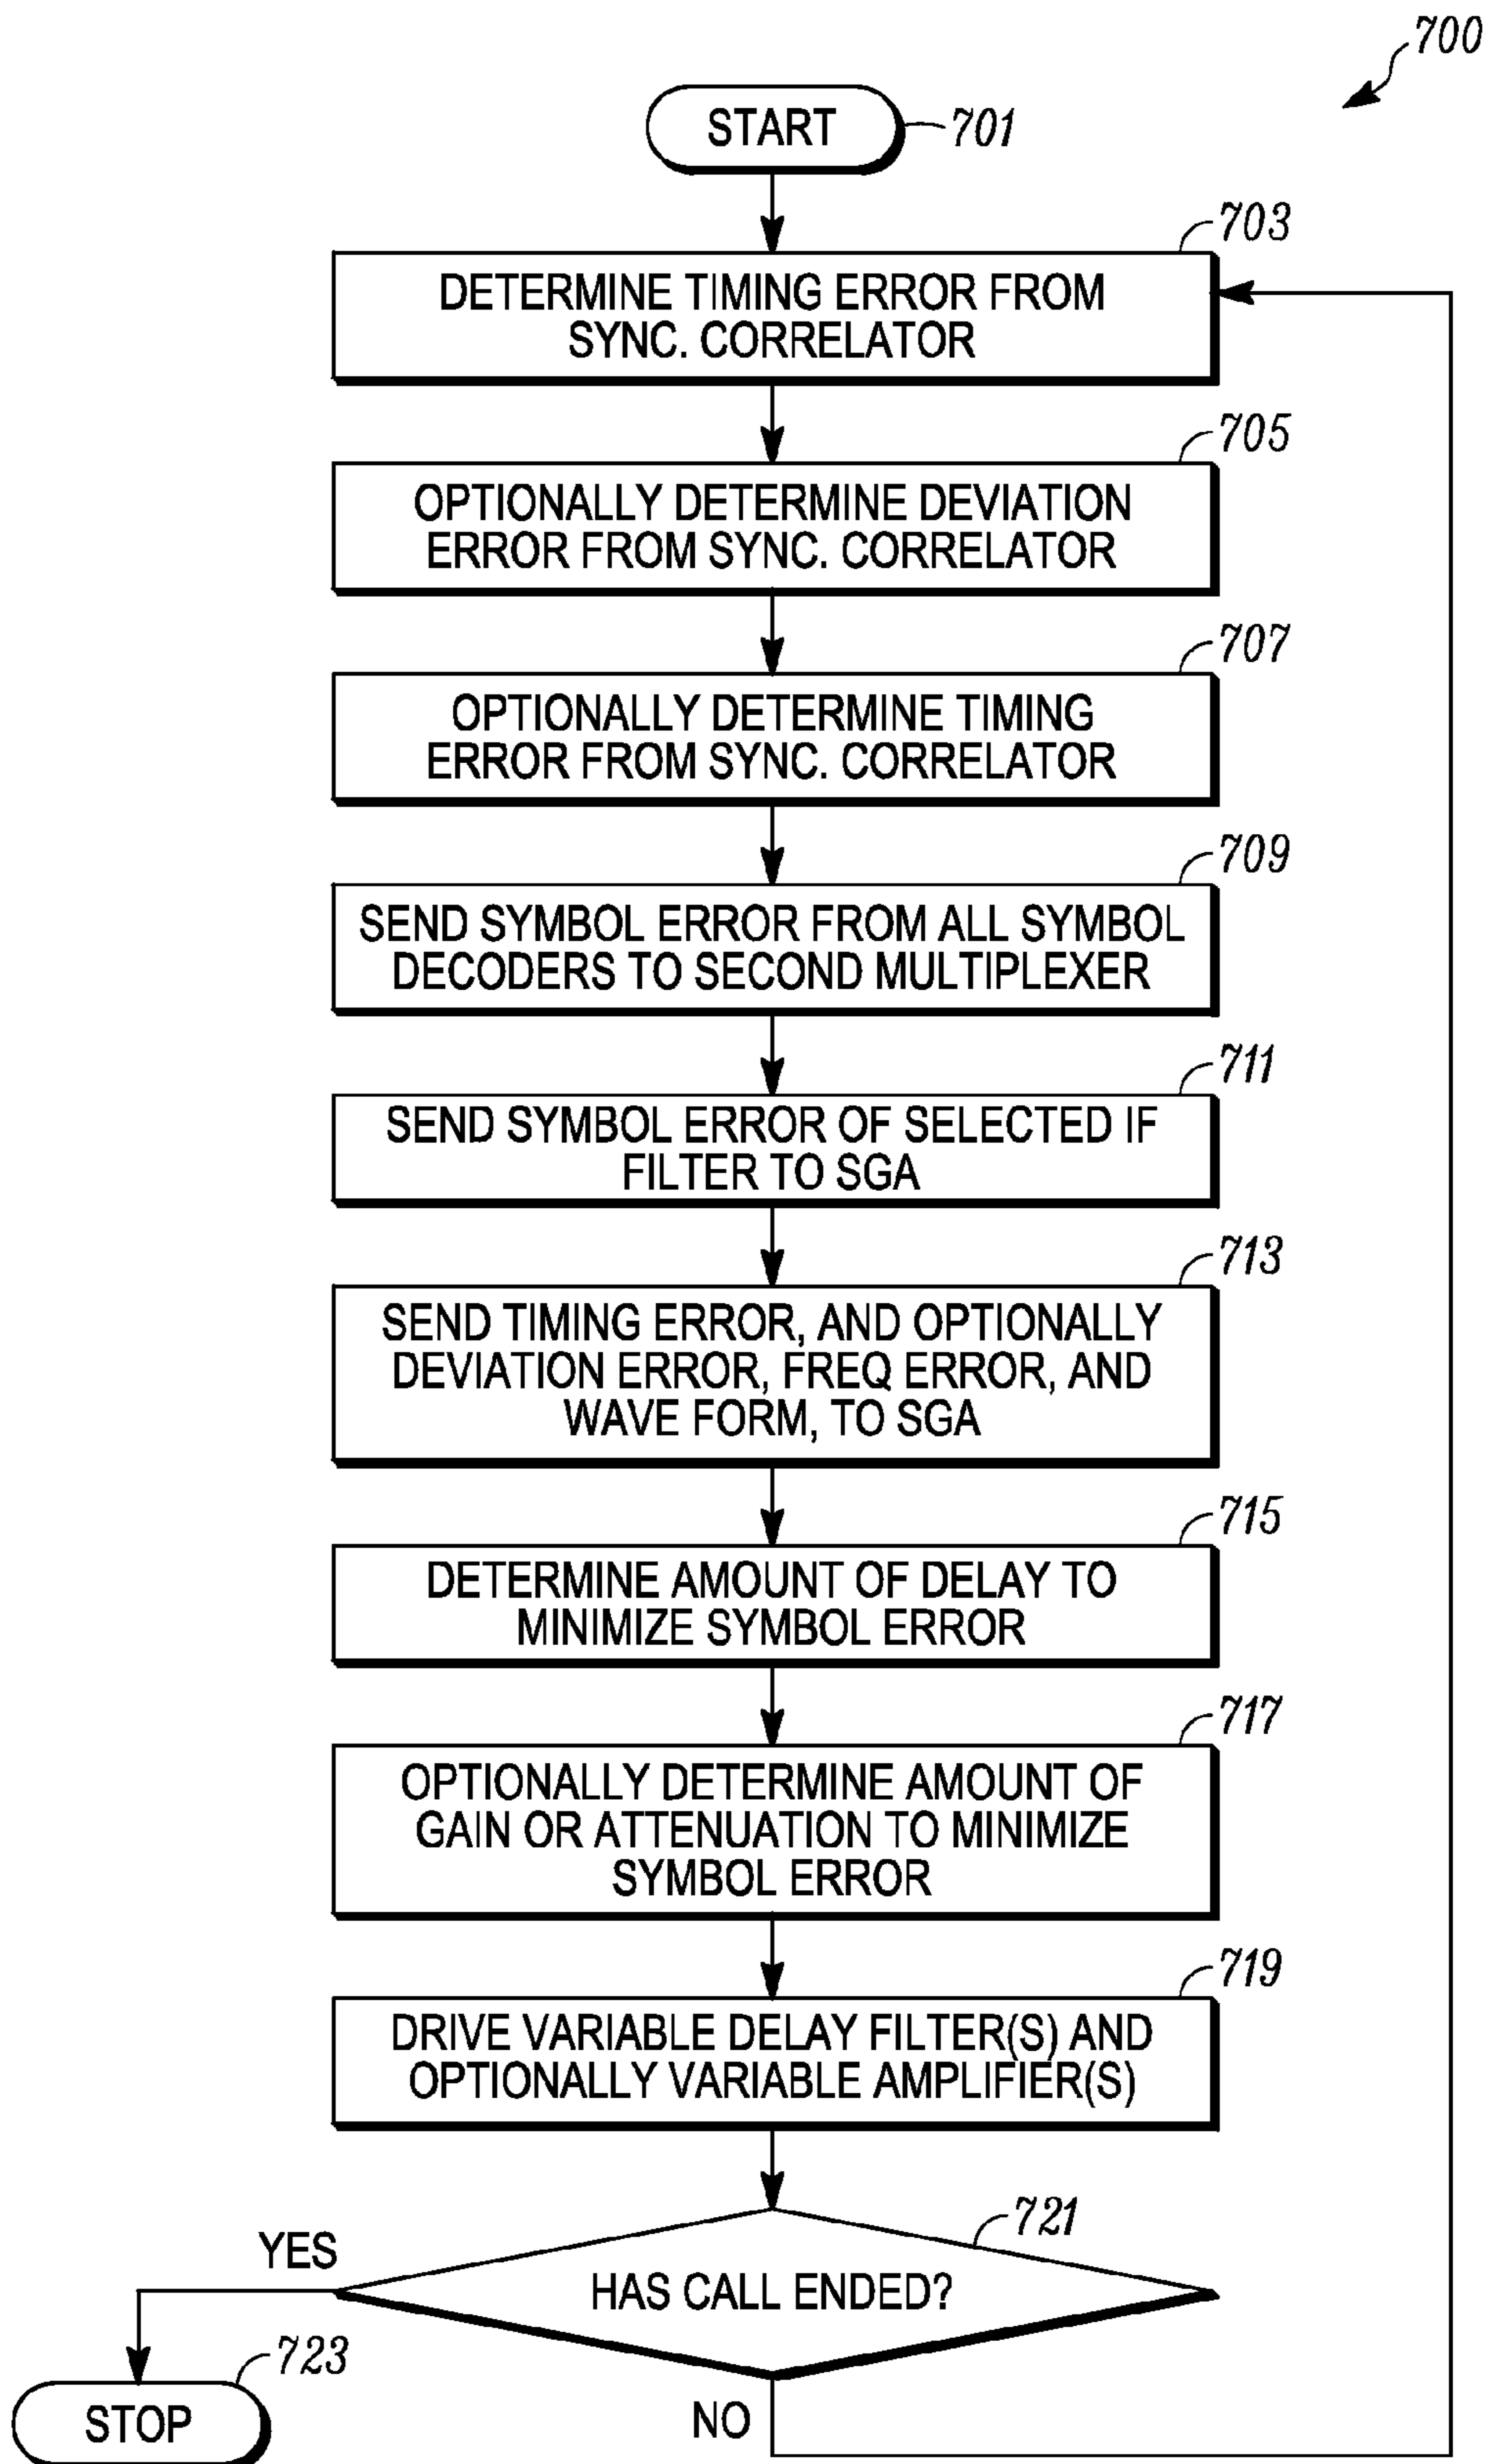 700
START
701
703
DETERMINE TIMING ERROR FROM
SYNC. CORRELATOR
705
OPTIONALLY DETERMINE DEVIATION
ERROR FROM SYNC. CORRELATOR
707
OPTIONALLY DETERMINE TIMING
ERROR FROM SYNC. CORRELATOR
709
SEND SYMBOL ERROR FROM ALL SYMBOL
DECODERS TO SECOND MULTIPLEXER
711
SEND SYMBOL ERROR OF SELECTED IF
FILTER TO SGA
713
SEND TIMING ERROR, AND OPTIONALLY
DEVIATION ERROR, FREQ ERROR, AND
WAVE FORM, TO SGA
715
DETERMINE AMOUNT OF DELAY TO
MINIMIZE SYMBOL ERROR
717
OPTIONALLY DETERMINE AMOUNT OF
GAIN OR ATTENUATION TO MINIMIZE
SYMBOL ERROR
719
DRIVE VARIABLE DELAY FILTER(S) AND
OPTIONALLY VARIABLE AMPLIFIER(S)
721
YES
HAS CALL ENDED?
723
STOP
NO